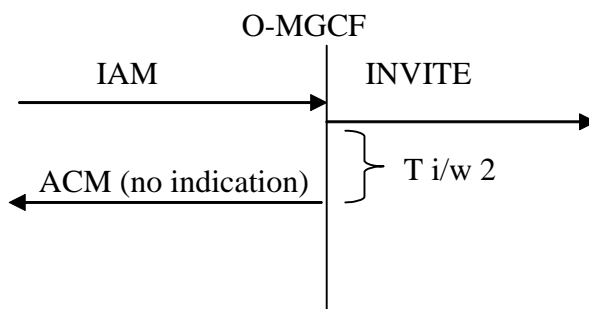 O-MGCF
IAM
INVITE
T i/w 2
ACM (no indication)